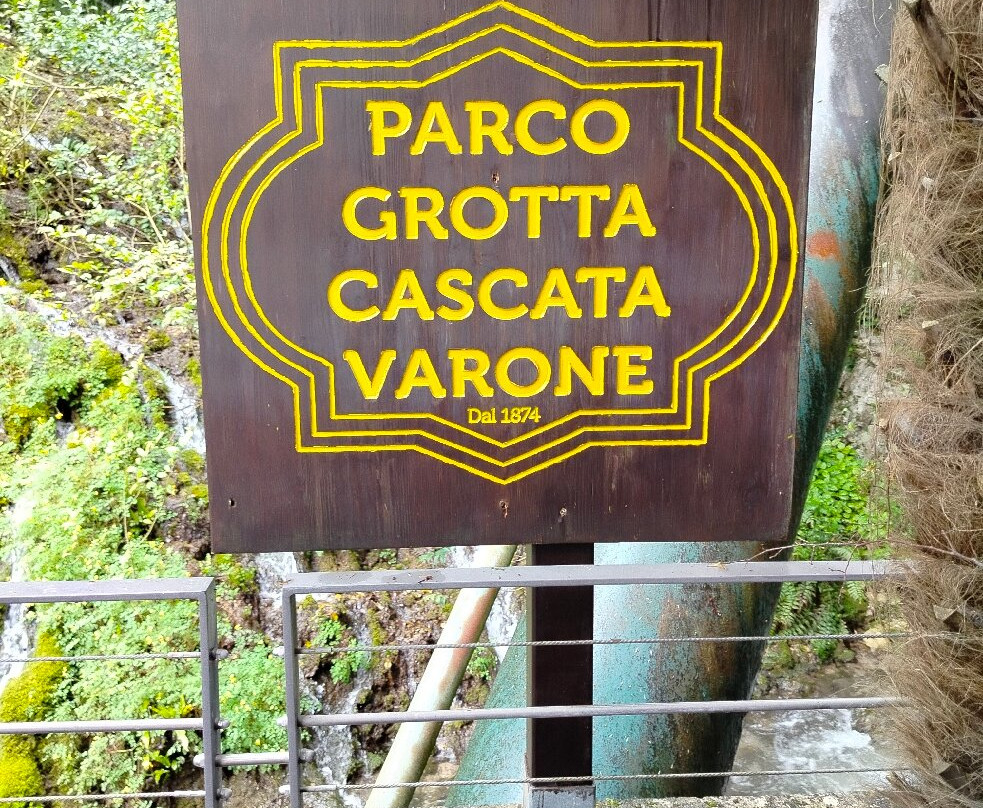 PARCO
GROTTA
CASCATA
VARONE
Dal 1874